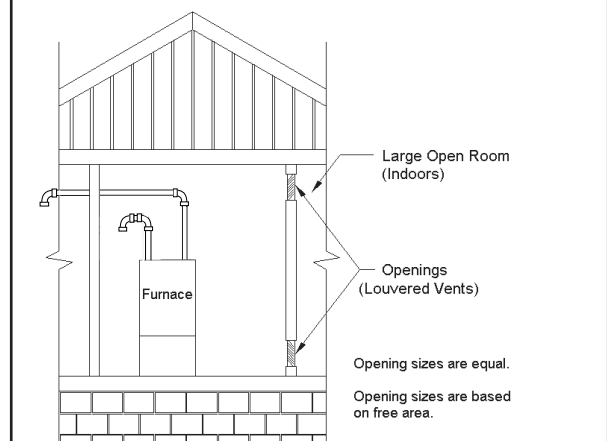 Large Open Room
(Indoors)
Furnace
Openings
(Louvered Vents)
Opening sizes are equal.
Opening sizes are based
on free area.